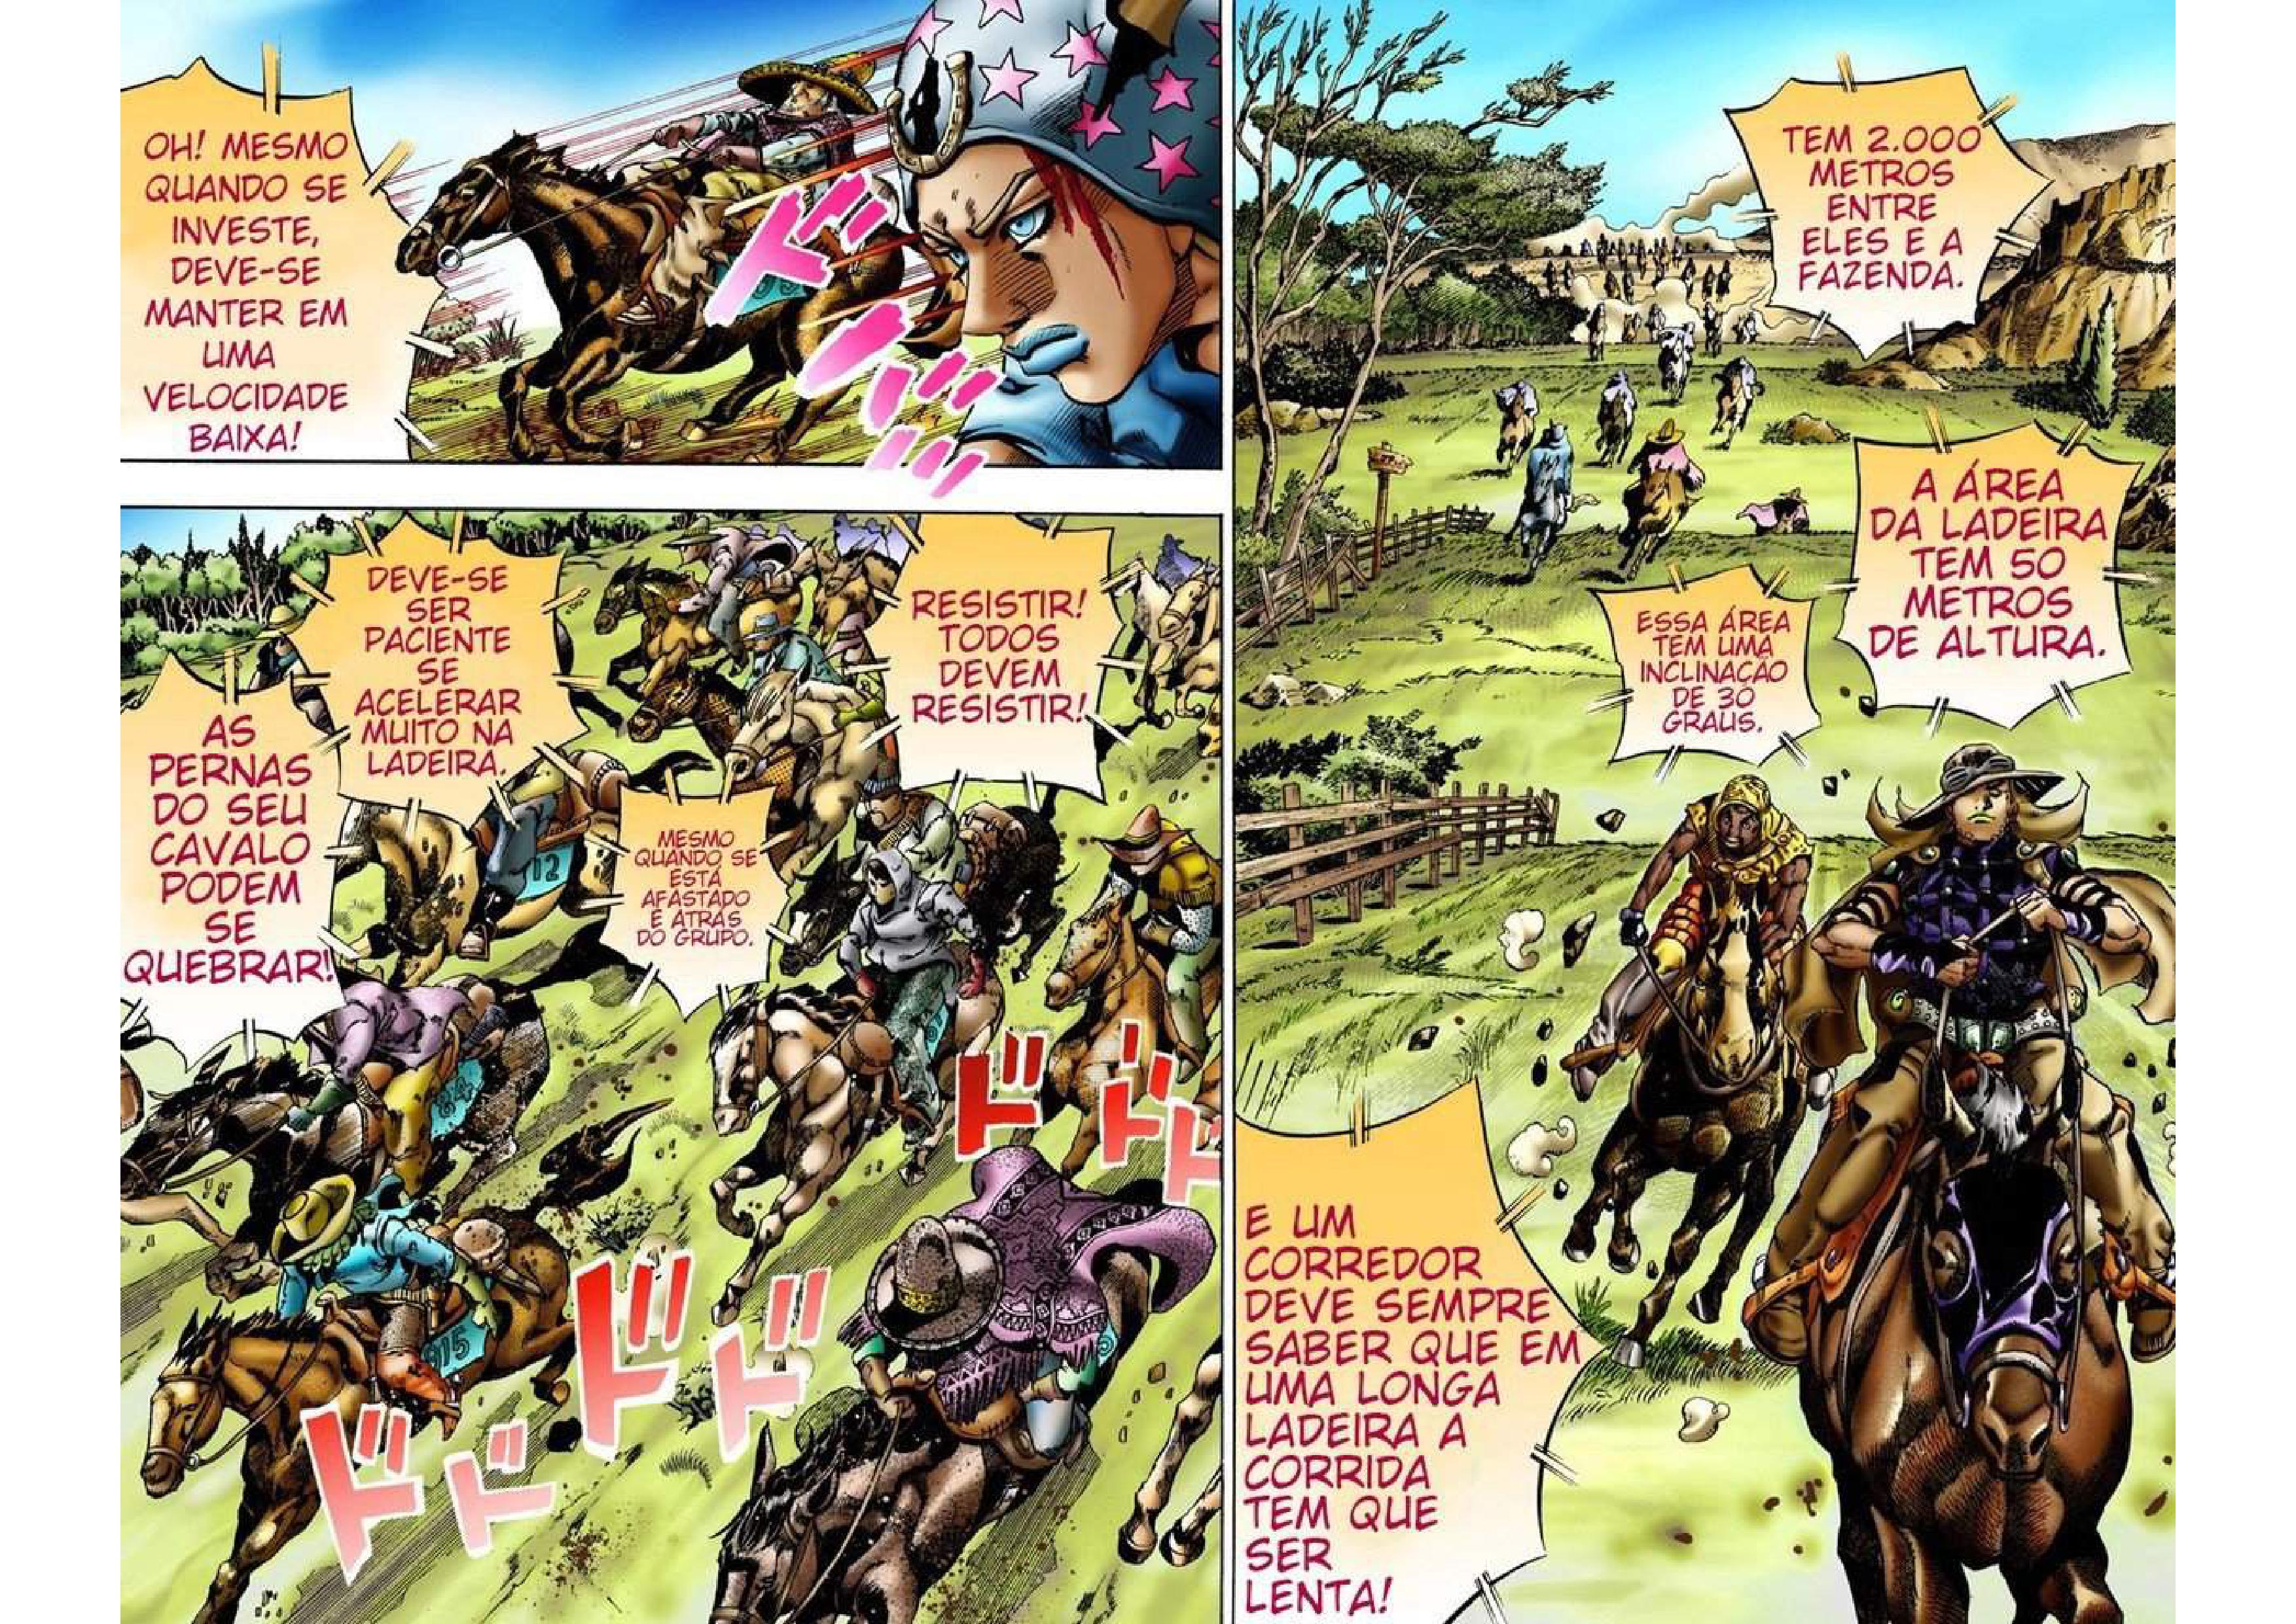 TEM 2.000
METROS
ENTRE
ELES E A
FAZENDA.
A ÁREA
DA LADEIRA
TEM 50
METROS
DE ALTURA.
ESSA ÁREA
TEM UMA
INCLINAÇÃO
DE 30
GRAUS.
E UM
CORREDOR
DEVE SEMPRE
SABER QUE EM
UMA LONGA
LADEIRA A
CORRIDA
TEM QUE
SER
LENTA!
ド
OH! MESMO
QUANDO SE
INVESTE,
DEVE-SE
MANTER EM
UMA
VELOCIDADE
BAIXA!
RESISTIR!
TODOS
DEVEM
RESISTIR!
MESMO
QUANDO SE
ESTÁ
AFASTADO
E ATRÁS
DO GRUPO.
DEVE-SE
SER
PACIENTE
SE
ACELERAR
MUITO NA
LADEIRA.
AS
PERNAS
DO SEU
CAVALO
PODEM
SE
QUEBRAR!
12
84
915
ドドド
ドド
ドド